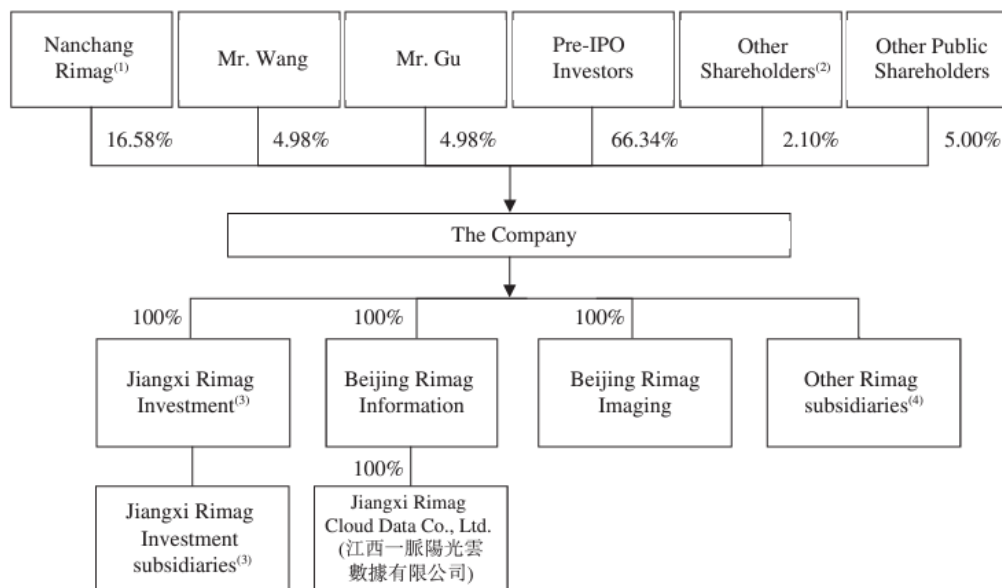 Nanchang
Rimag(1)
Mr. Wang
Mr. Gu
Pre-IPO
Investors
Other
Shareholders(2)
Other Public
Shareholders
16.58%
4.98%
4.98%
66.34%
2.10%
5.00%
The Company
100%
100%
100%
Jiangxi Rimag
Investment(3)
Beijing Rimag
Information
Beijing Rimag
Imaging
Other Rimag
subsidiaries(4)
100%
Jiangxi Rimag
Investment
subsidiaries(3)
Jiangxi Rimag
Cloud Data Co., Ltd.
(江西一脈陽光雲
數據有限公司)